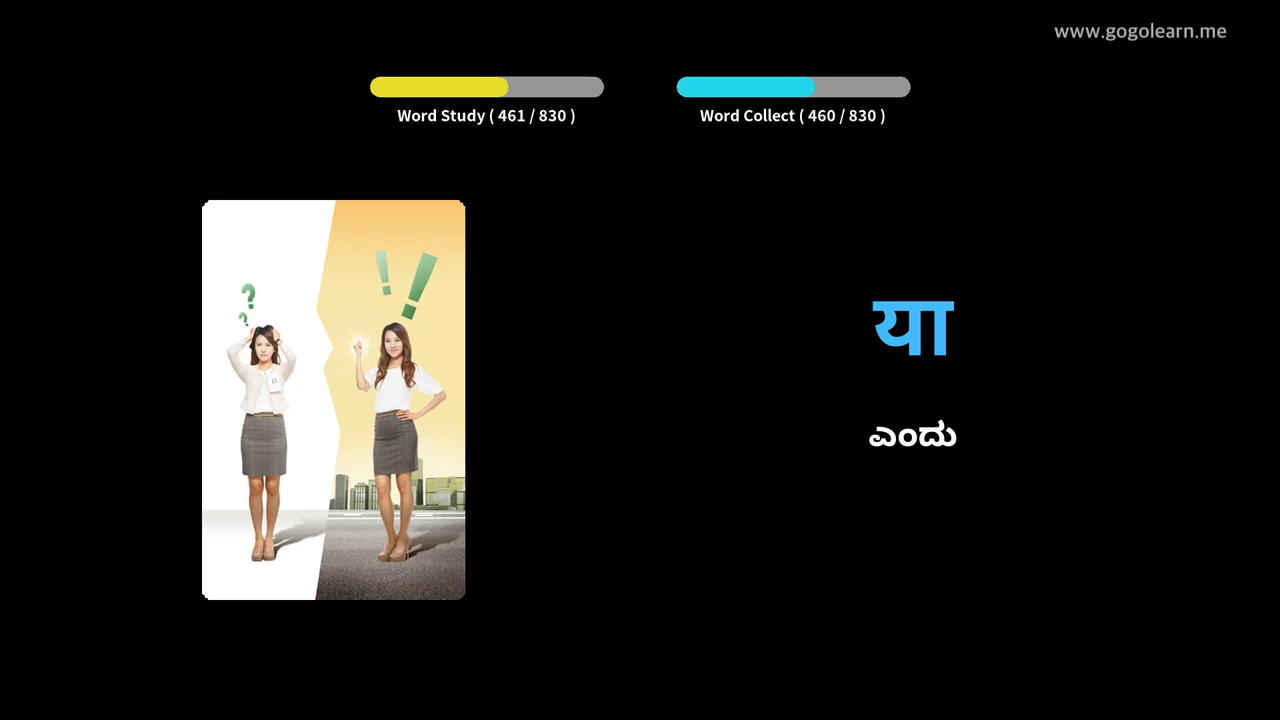 www.gogolearn.me
Word Study ( 461 / 830 )
Word Collect ( 460 / 830 )
? ?
! !
या
ಎಂದು